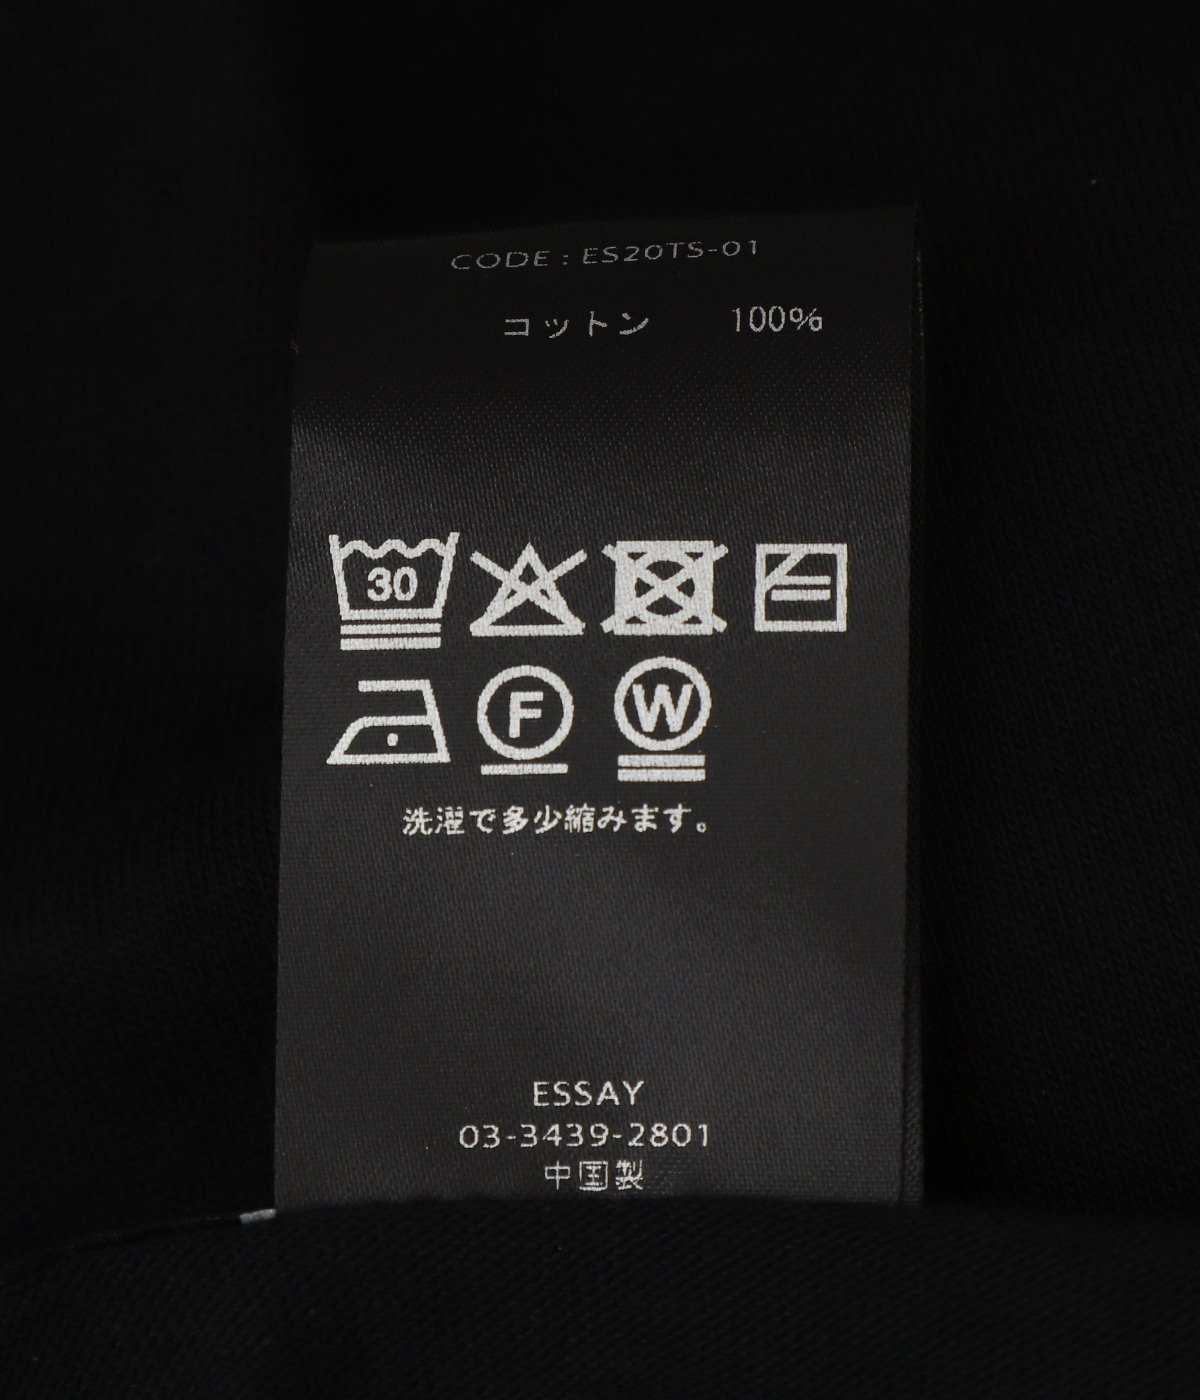 CODE : ES20TS-01
コットン 100%
30
F W
洗濯で多少縮みます。
ESSAY
03-3439-2801
中国製